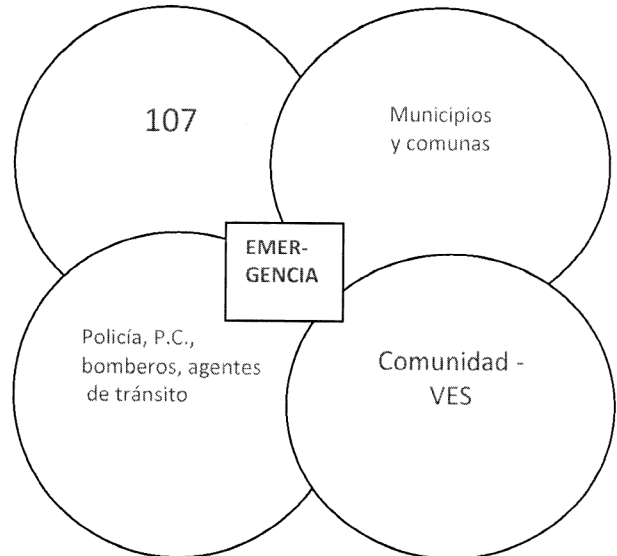 107
Municipios
y comunas
EMER-
GENCIA
Policía, P.C.,
bomberos, agentes
de tránsito
Comunidad -
VES